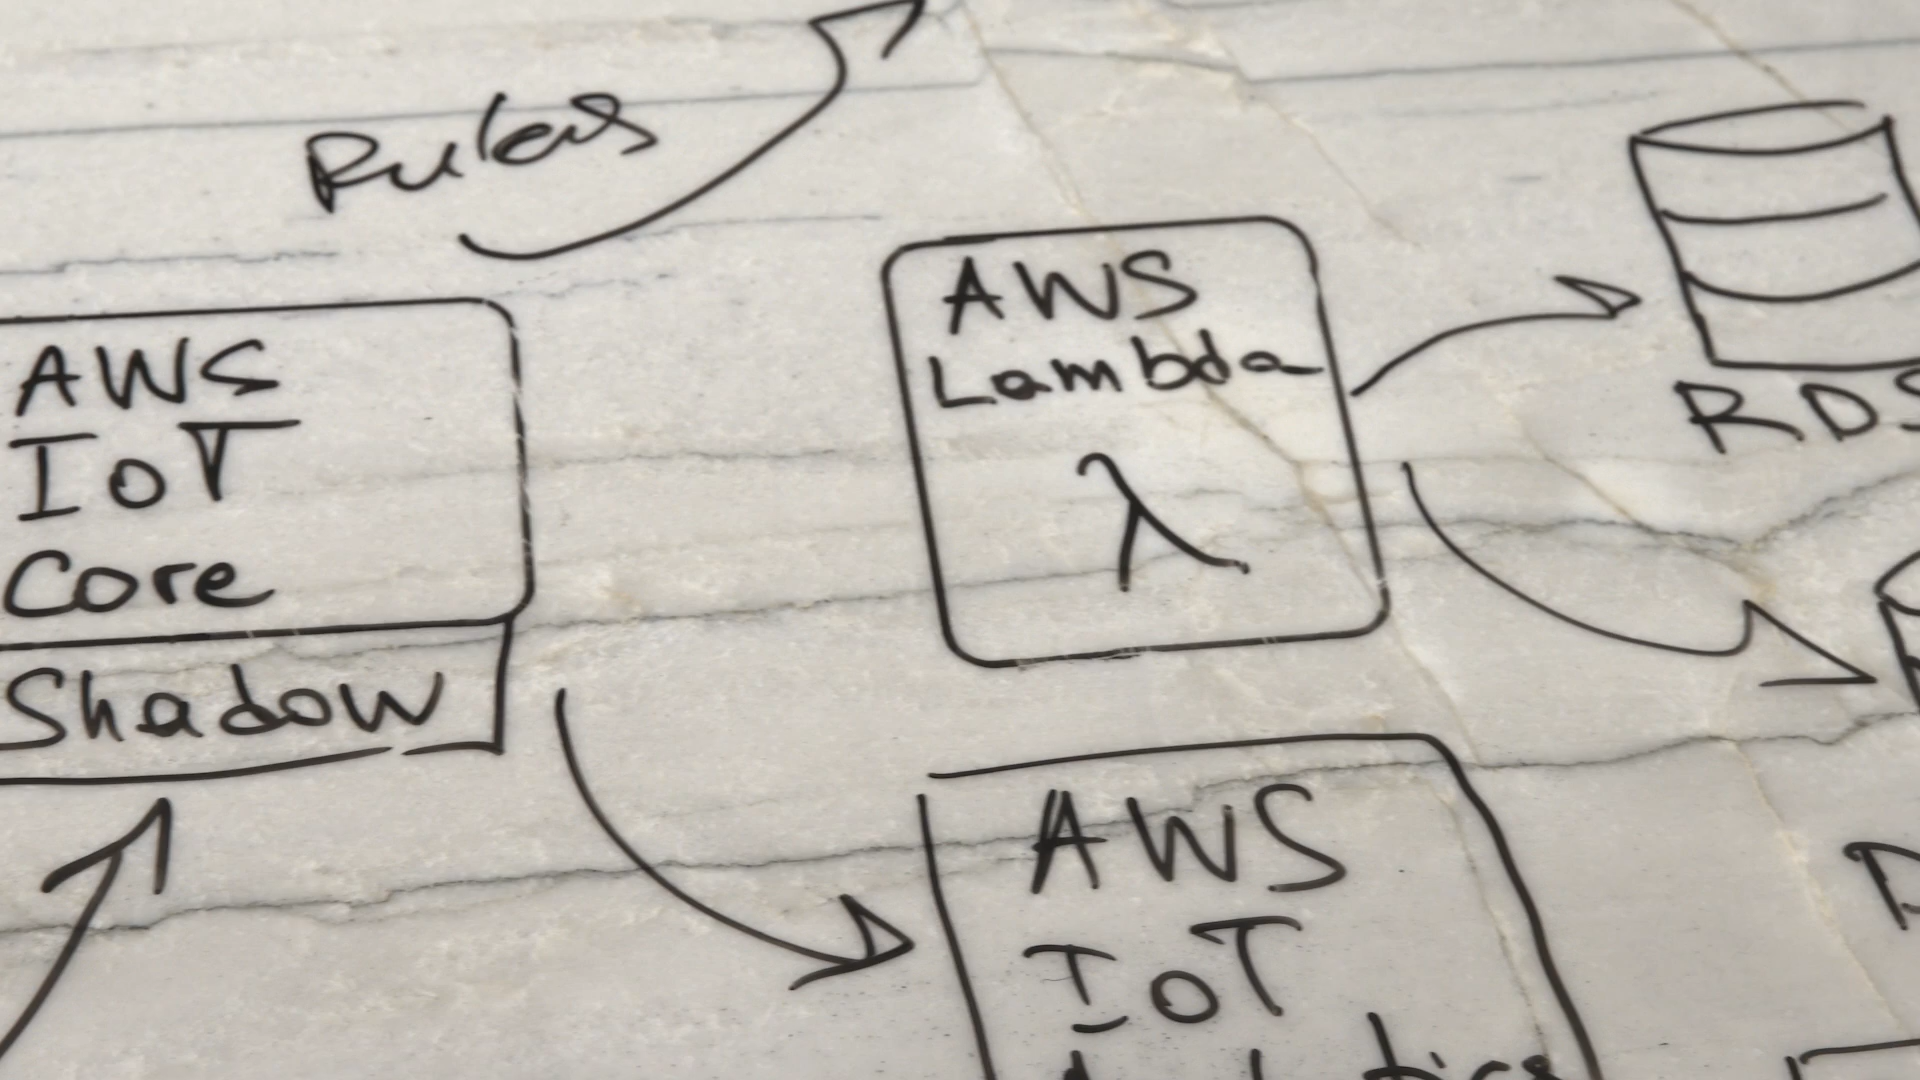 Rules
AWS
IoT
Core
Shadow
AWS
Lambda
λ
RDS
AWS
IoT